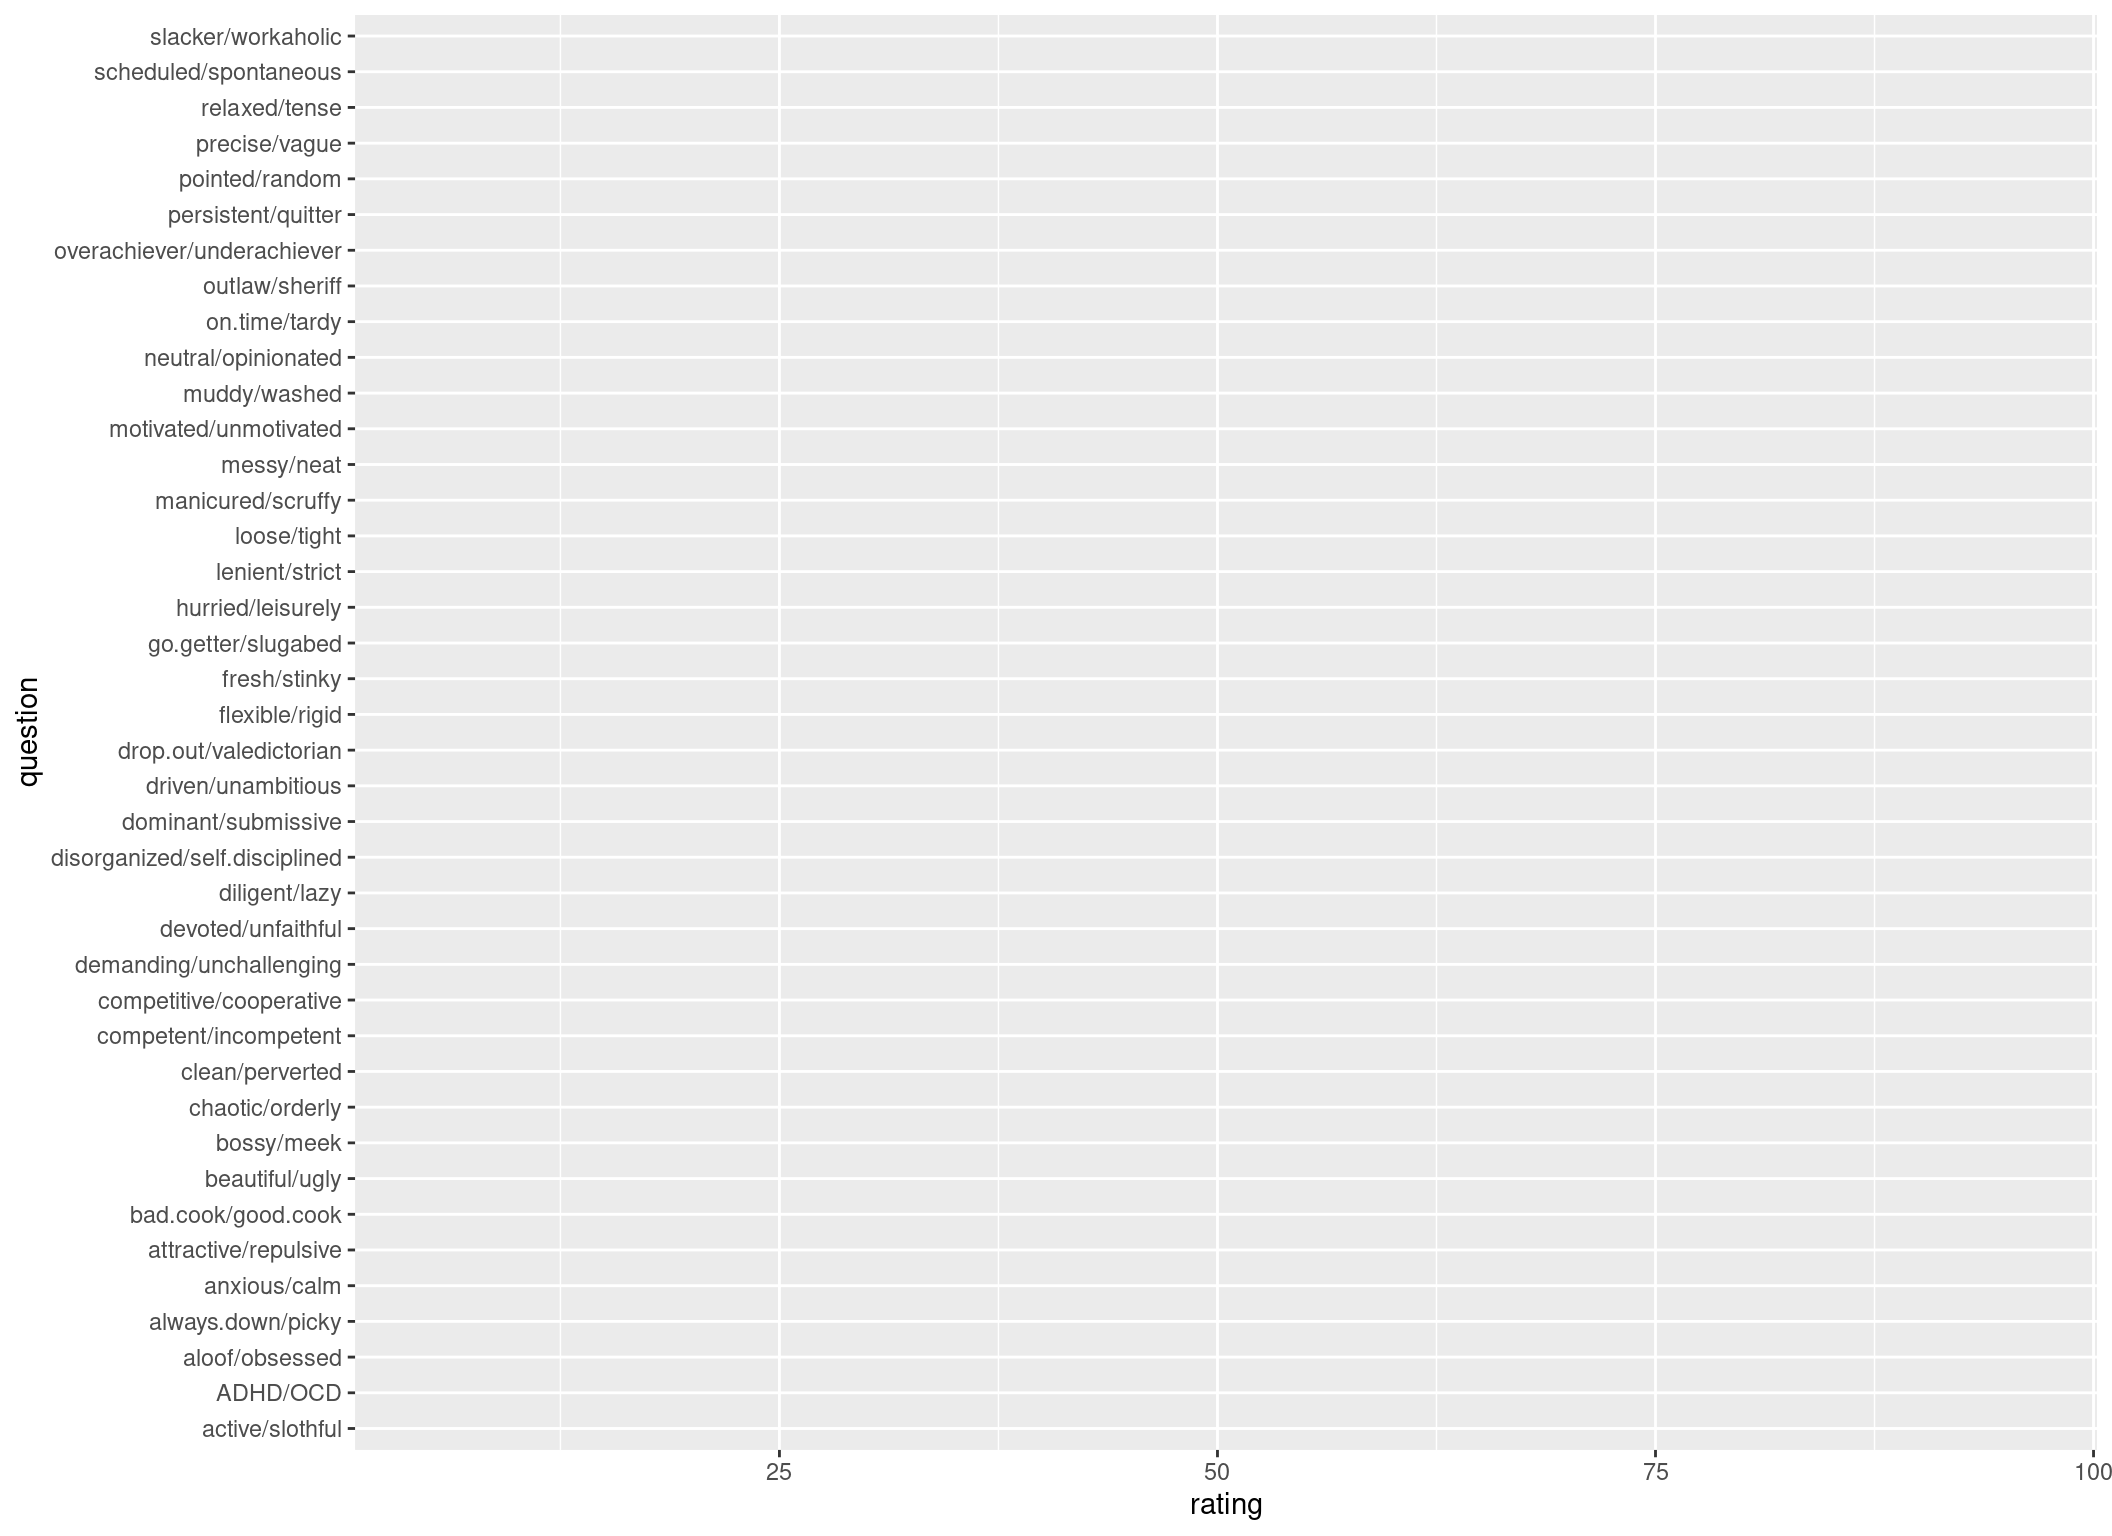 slacker/workaholic
scheduled/spontaneous
relaxed/tense
precise/vague
pointed/random
persistent/quitter
overachiever/underachiever
outlaw/sheriff
on.time/tardy
neutral/opinionated
muddy/washed
motivated/unmotivated
messy/neat
manicured/scruffy
loose/tight
lenient/strict
hurried/leisurely
go.getter/slugabed
fresh/stinky
flexible/rigid
drop.out/valedictorian
driven/unambitious
dominant/submissive
disorganized/self.disciplined
diligent/lazy
devoted/unfaithful
demanding/unchallenging
competitive/cooperative
competent/incompetent
clean/perverted
chaotic/orderly
bossy/meek
beautiful/ugly
bad.cook/good.cook
attractive/repulsive
anxious/calm
always.down/picky
aloof/obsessed
ADHD/OCD
active/slothful
question
25 50 75 100
rating